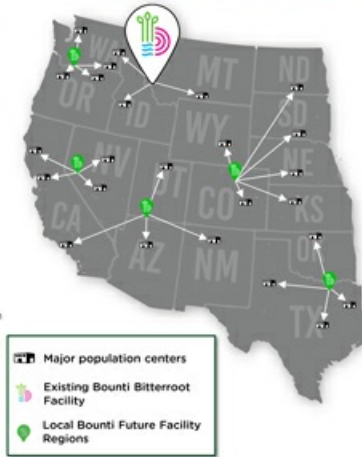 WA
MT
ND
OR
ID
SD
WY
NE
NV
UT
CO
KS
CA
OK
AZ
NM
TX
Major population centers
Existing Bounti Bitterroot
Facility
Local Bounti Future Facility
Regions